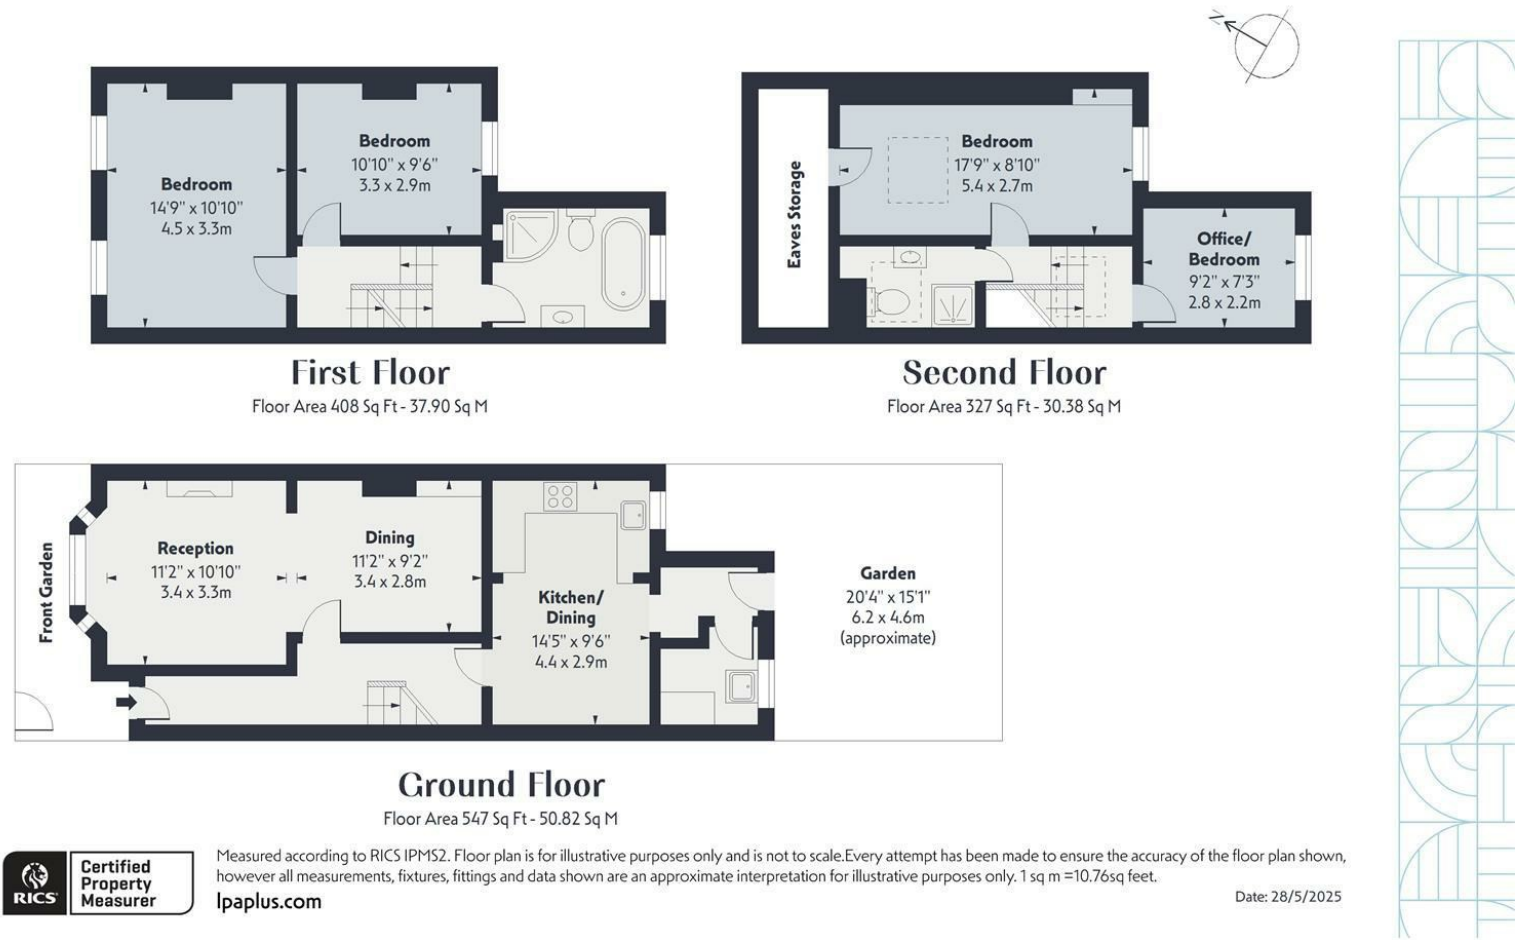 N
Bedroom
14'9" x 10'10"
4.5 x 3.3m
Bedroom
10'10" x 9'6"
3.3 x 2.9m
First Floor
Floor Area 408 Sq Ft - 37.90 Sq M
Eaves Storage
Bedroom
17'9" x 8'10"
5.4 x 2.7m
Office/
Bedroom
9'2" x 7'3"
2.8 x 2.2m
Second Floor
Floor Area 327 Sq Ft - 30.38 Sq M
Front Garden
Reception
11'2" x 10'10"
3.4 x 3.3m
Dining
11'2" x 9'2"
3.4 x 2.8m
Kitchen/
Dining
14'5" x 9'6"
4.4 x 2.9m
Garden
20'4" x 15'1"
6.2 x 4.6m
(approximate)
Ground Floor
Floor Area 547 Sq Ft - 50.82 Sq M
RICS
Certified
Property
Measurer
Measured according to RICS IPMS2. Floor plan is for illustrative purposes only and is not to scale.Every attempt has been made to ensure the accuracy of the floor plan shown,
however all measurements, fixtures, fittings and data shown are an approximate interpretation for illustrative purposes only. 1 sq m =10.76sq feet.
lpaplus.com
Date: 28/5/2025